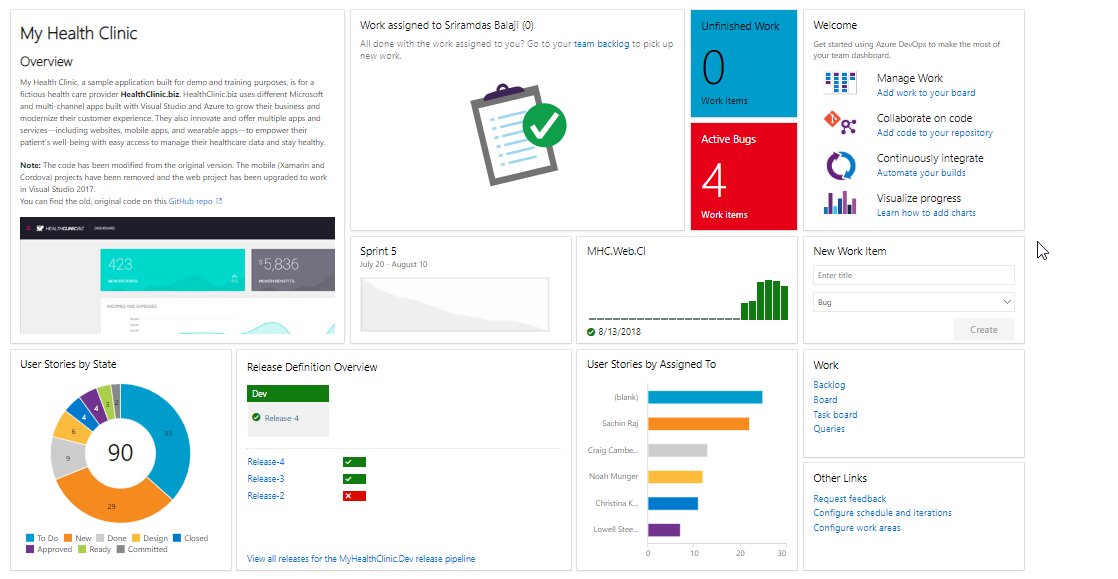 My Health Clinic
Overview
My Health Clinic, a sample application built for demo and training purposes, is for a
fictious health care provider HealthClinic.biz. HealthClinic.biz uses different Microsoft
and multi-channel apps built with Visual Studio and Azure to grow their business and
modernize their customer experience. They also innovate and offer multiple apps and
services—including websites, mobile apps, and wearable apps—to empower their
patient's well-being with easy access to manage their healthcare data and stay healthy.
Note: The code has been modified from the original version. The mobile (Xamarin and
Cordova) projects have been removed and the web project has been upgraded to work
in Visual Studio 2017.
You can find the old, original code on this GitHub repo
HEALTHCLINIC.BIZ DASHBOARD
423
NEW PATIENTS
$5,836
MONTH BENEFITS
INCOMES AND EXPENSES
Work assigned to Sriramdas Balaji (0)
All done with the work assigned to you? Go to your team backlog to pick up
new work.
Unfinished Work
0
Work items
Active Bugs
4
Work items
Welcome
Get started using Azure DevOps to make the most of
your team dashboard.
Manage Work
Add work to your board
Collaborate on code
Add code to your repository
Continuously integrate
Automate your builds
Visualize progress
Learn how to add charts
Sprint 5
July 20 - August 10
MHC.Web.CI
8/13/2018
New Work Item
Enter title
Bug
Create
User Stories by State
90
33
29
9
6
4
4
3
2
To Do New Done Design Closed
Approved Ready Committed
Release Definition Overview
Dev
Release-4
Release-4
Release-3
Release-2
View all releases for the MyHealthClinic.Dev release pipeline
User Stories by Assigned To
(blank)
Sachin Raj
Craig Cambe...
Noah Munger
Christina K...
Lowell Stee...
0 10 20 30
Work
Backlog
Board
Task board
Queries
Other Links
Request feedback
Configure schedule and iterations
Configure work areas